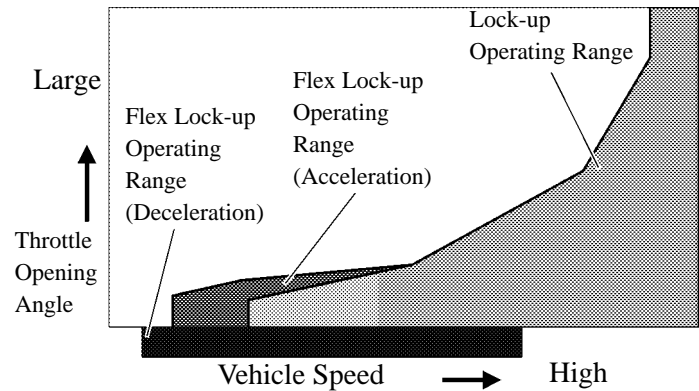 Lock-up
Operating Range
Large
Flex Lock-up
Operating
Range
(Acceleration)
Flex Lock-up
Operating
Range
(Deceleration)
Throttle
Opening
Angle
Vehicle Speed
High